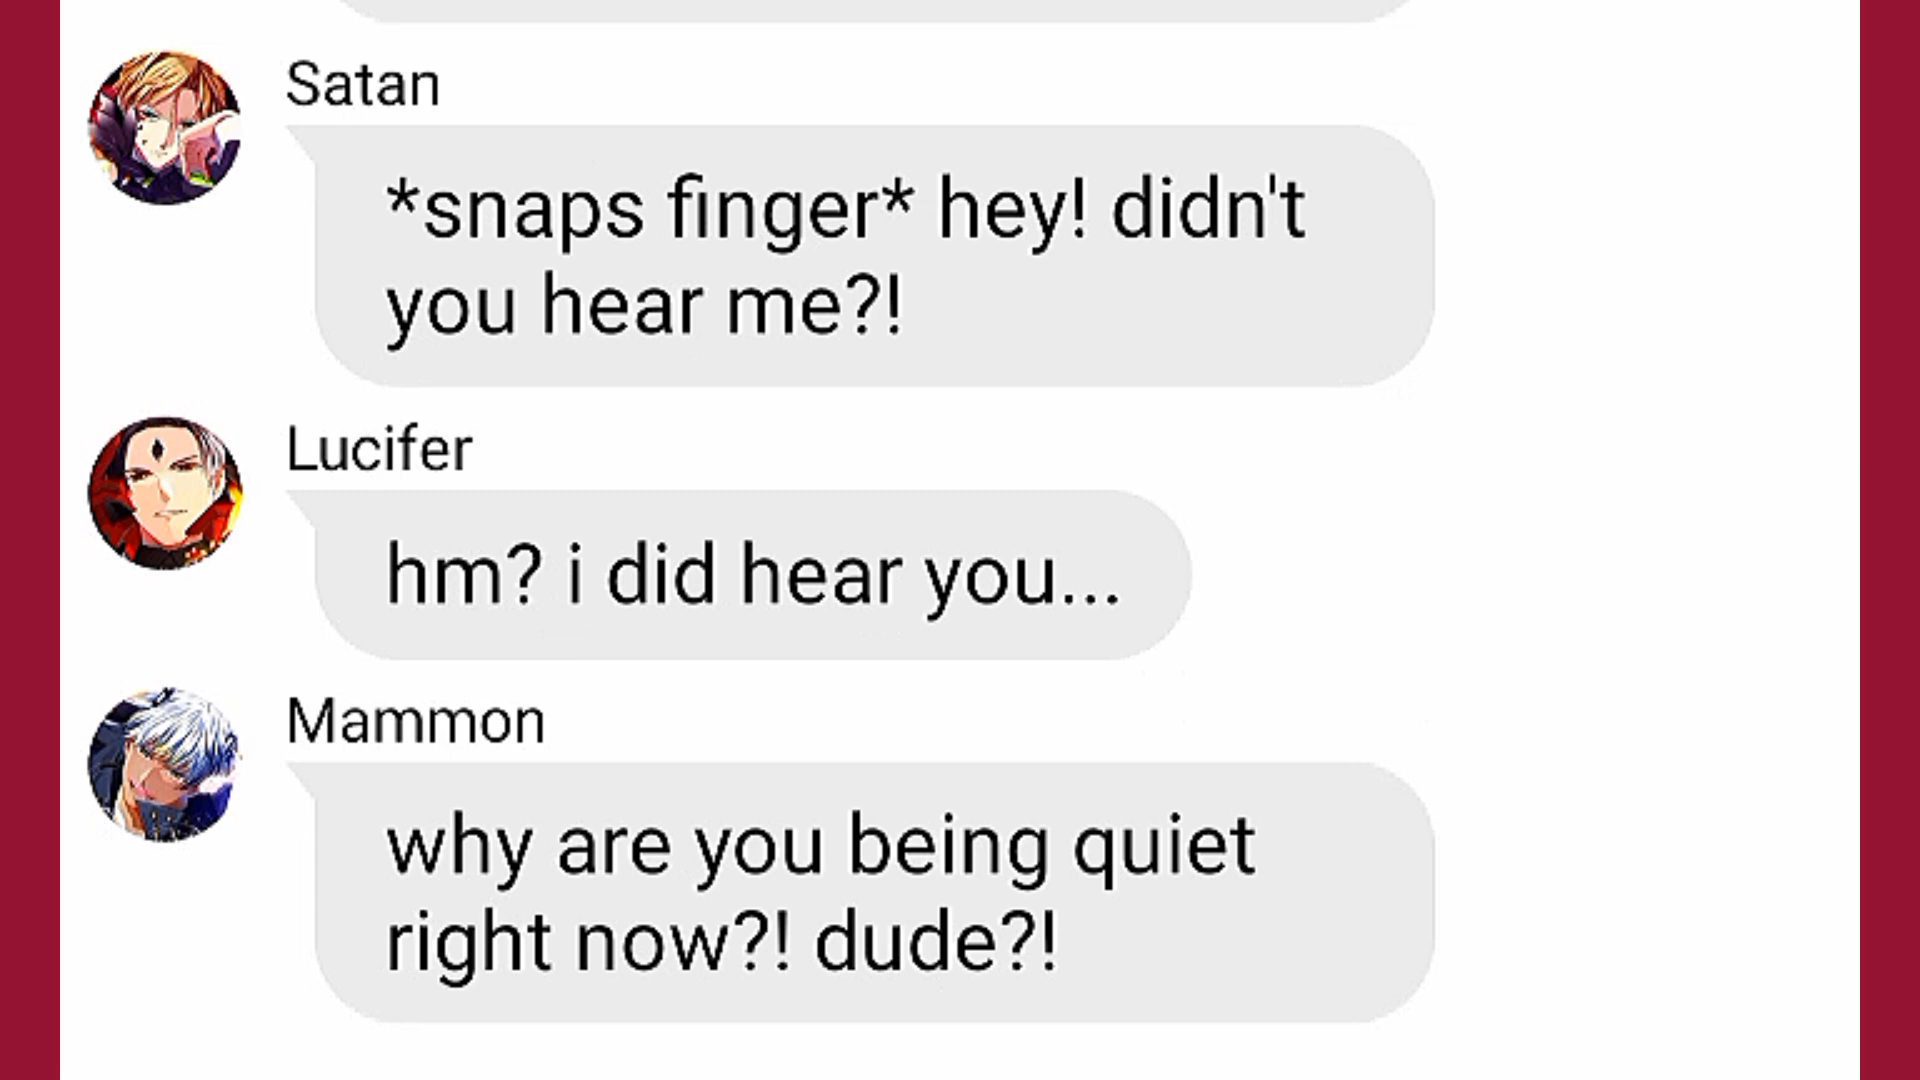 Satan
*snaps finger* hey! didn't
you hear me?!
Lucifer
hm? i did hear you...
Mammon
why are you being quiet
right now?! dude?!